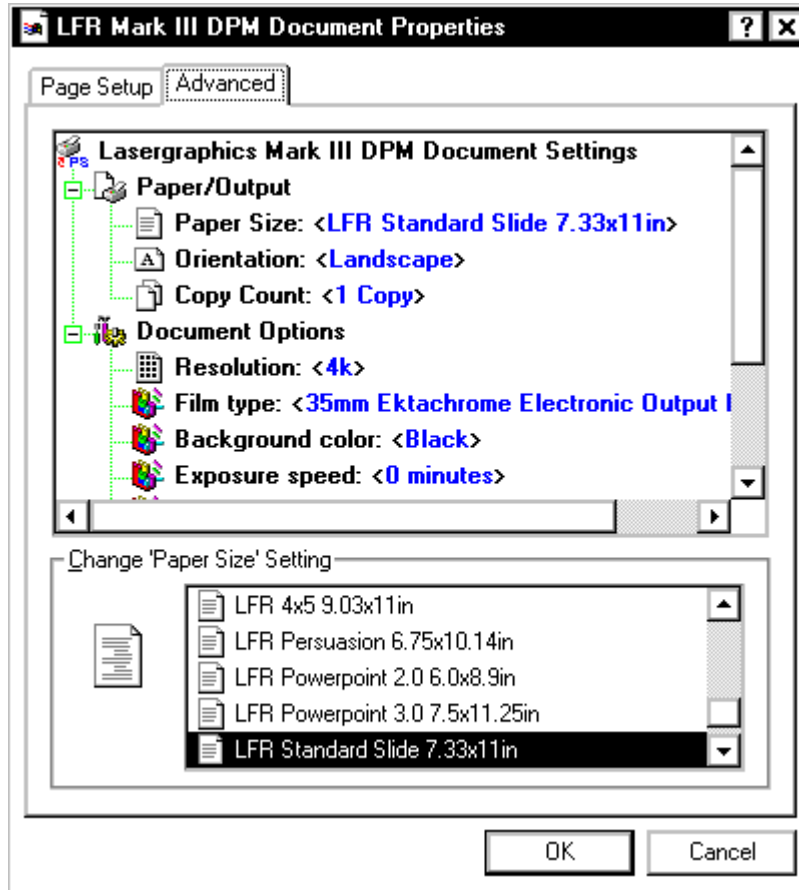 LFR Mark III DPM Document Properties
Page Setup
Advanced
PS
Lasergraphics Mark III DPM Document Settings
Paper/Output
Paper Size: <LFR Standard Slide 7.33x11in>
Orientation: <Landscape>
Copy Count: <1 Copy>
Document Options
Resolution: <4k>
Film type: <35mm Ektachrome Electronic Output
Background color: <Black>
Exposure speed: <0 minutes>
Change 'Paper Size' Setting
LFR 4x5 9.03x11in
LFR Persuasion 6.75x10.14in
LFR Powerpoint 2.0 6.0x8.9in
LFR Powerpoint 3.0 7.5x11.25in
LFR Standard Slide 7.33x11in
OK
Cancel